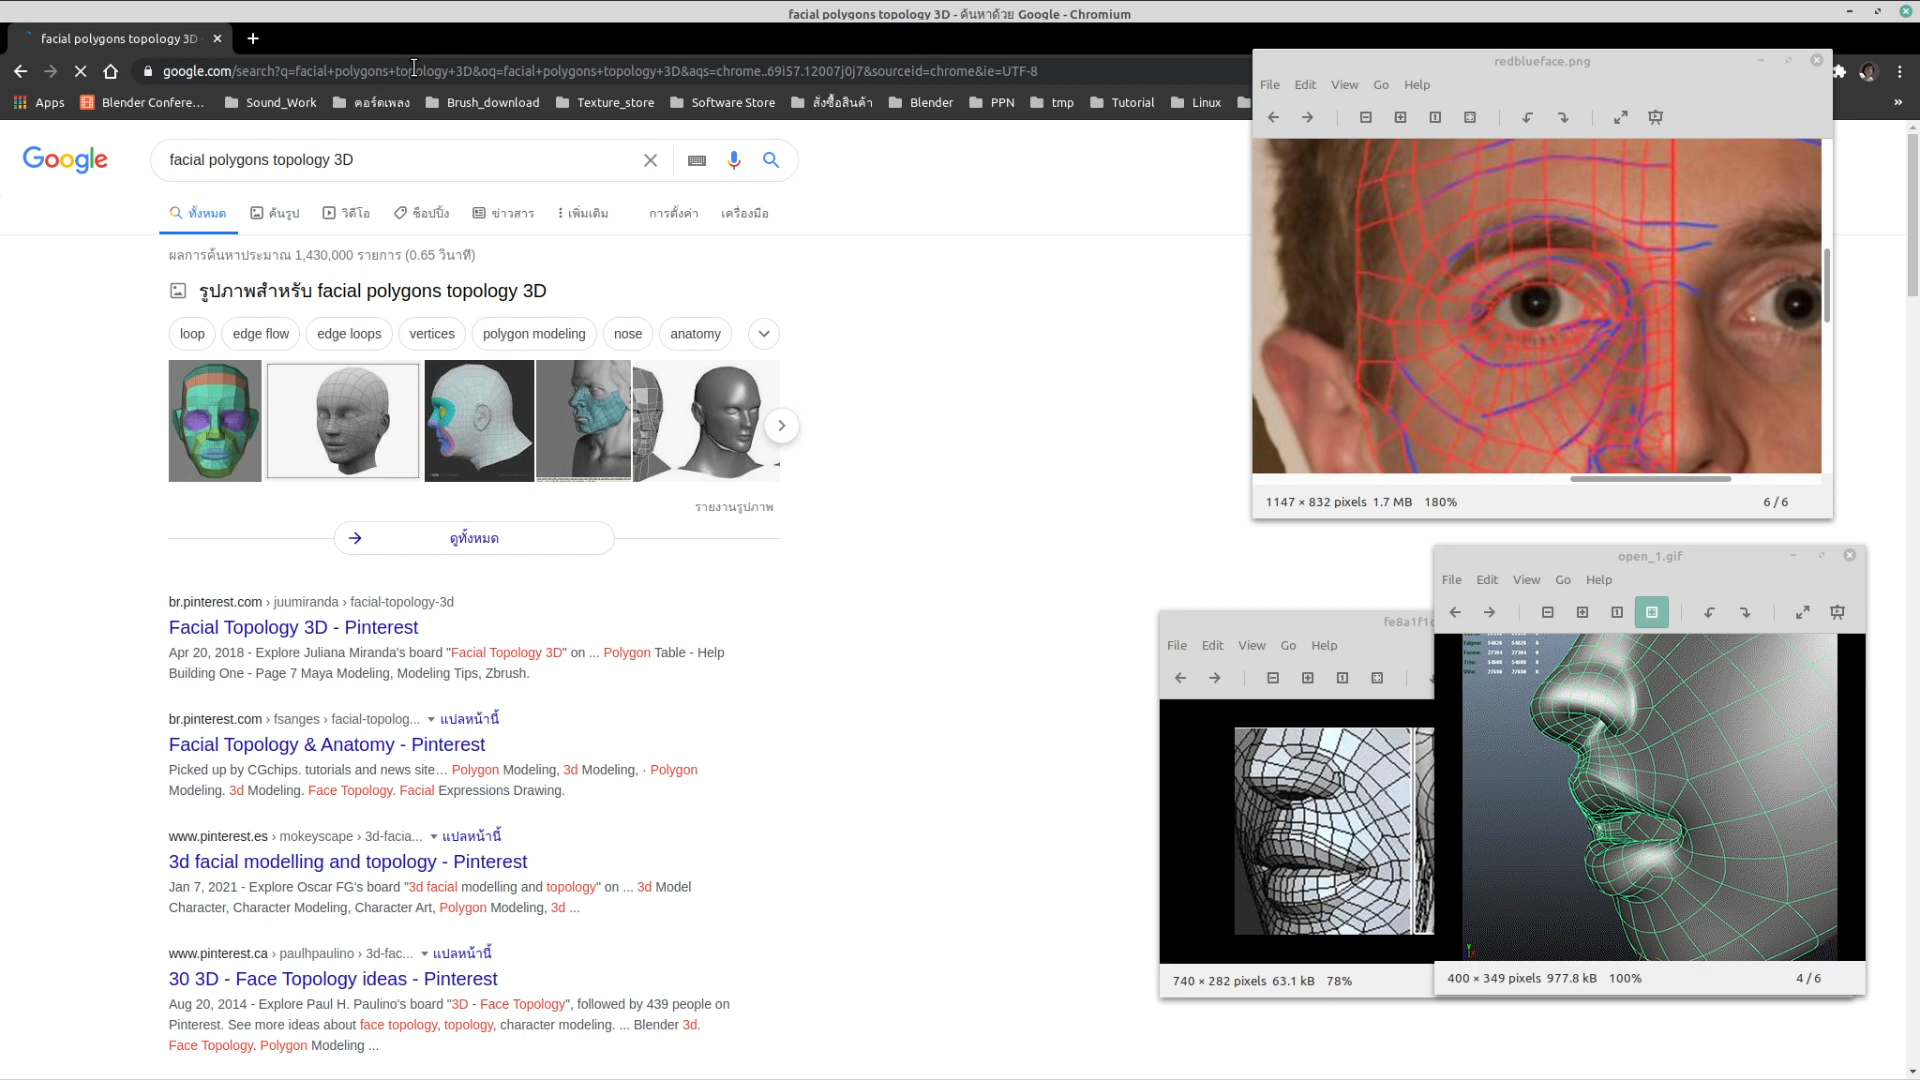 facial polygons topology 3D - ค้นหาด้วย Google - Chromium
facial polygons topology 3D
google.com/search?q=facial+polygons+topology+3D&oq=facial+polygons+topology+3D&aqs=chrome..69i57.12007j0j7&sourceid=chrome&ie=UTF-8
Apps
Blender Confere...
Sound_Work
คอร์ดเพลง
Brush_download
Texture_store
Software Store
สั่งซื้อสินค้า
Blender
PPN
tmp
Tutorial
Linux
Google
facial polygons topology 3D
ทั้งหมด
ค้นรูป
วิดีโอ
ช็อปปิ้ง
ข่าวสาร
เพิ่มเติม
การตั้งค่า
เครื่องมือ
ผลการค้นหาประมาณ 1,430,000 รายการ (0.65 วินาที)
รูปภาพสำหรับ facial polygons topology 3D
loop
edge flow
edge loops
vertices
polygon modeling
nose
anatomy
รายงานรูปภาพ
ดูทั้งหมด
br.pinterest.com › juumiranda › facial-topology-3d
Facial Topology 3D - Pinterest
Apr 20, 2018 - Explore Juliana Miranda's board "Facial Topology 3D" on ... Polygon Table - Help
Building One - Page 7 Maya Modeling, Modeling Tips, Zbrush.
br.pinterest.com › fsanges › facial-topolog... ▾ แปลหน้านี้
Facial Topology & Anatomy - Pinterest
Picked up by CGchips. tutorials and news site… Polygon Modeling, 3d Modeling, · Polygon
Modeling. 3d Modeling. Face Topology. Facial Expressions Drawing.
www.pinterest.es › mokeyscape › 3d-facia... ▾ แปลหน้านี้
3d facial modelling and topology - Pinterest
Jan 7, 2021 - Explore Oscar FG's board "3d facial modelling and topology" on ... 3d Model
Character, Character Modeling, Character Art, Polygon Modeling, 3d ...
www.pinterest.ca › paulhpaulino › 3d-fac... ▾ แปลหน้านี้
30 3D - Face Topology ideas - Pinterest
Aug 20, 2014 - Explore Paul H. Paulino's board "3D - Face Topology", followed by 439 people on
Pinterest. See more ideas about face topology, topology, character modeling. ... Blender 3d.
Face Topology. Polygon Modeling ...
redblueface.png
File Edit View Go Help
1147 × 832 pixels 1.7 MB 180%
6 / 6
fe8a1f1c
File Edit View Go Help
740 × 282 pixels 63.1 kB 78%
open_1.gif
File Edit View Go Help
400 × 349 pixels 977.8 kB 100%
4 / 6